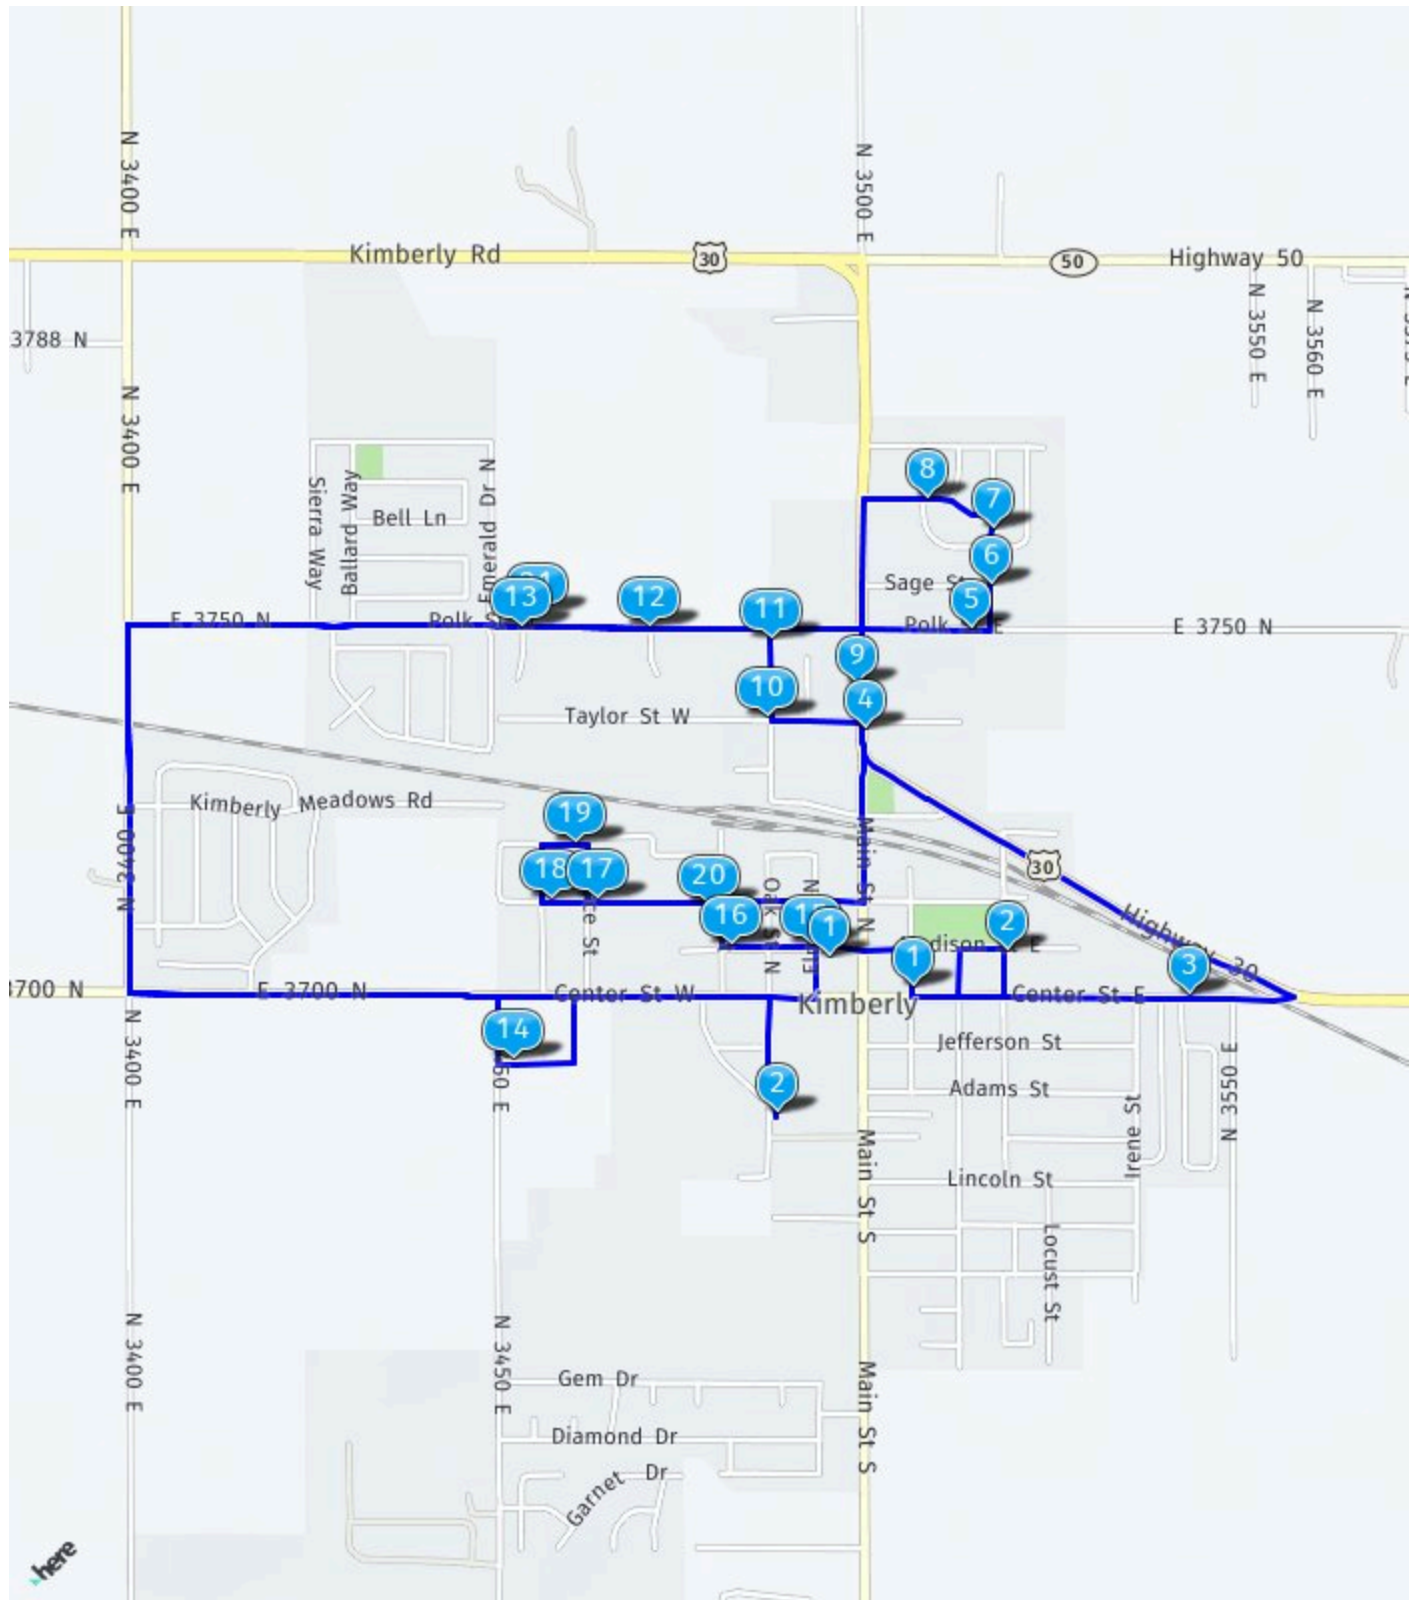 N 3400 E
N 3500 E
Kimberly Rd
30
50
Highway 50
N 3550 E
N 3560 E
3788 N
N 3400 E
Sierra Way
Ballard Way
Bell Ln
Emerald Dr N
8
7
6
5
Sage St
13
12
11
E 3750 N
E 3750 N
9
10
4
Taylor St W
Kimberly Meadows Rd
19
Main St N
30
N 3400 E
18
17
20
16
1
2
Oak St N
Highway 30
1
3
E 3700 N
Center St W
Kimberly
Center St E
N 3400 E
14
Jefferson St
2
Adams St
N 3550 E
Irene St
Main St S
Lincoln St
Locust St
N 3400 E
N 3450 E
Gem Dr
Main St S
Diamond Dr
Garnet Dr
here